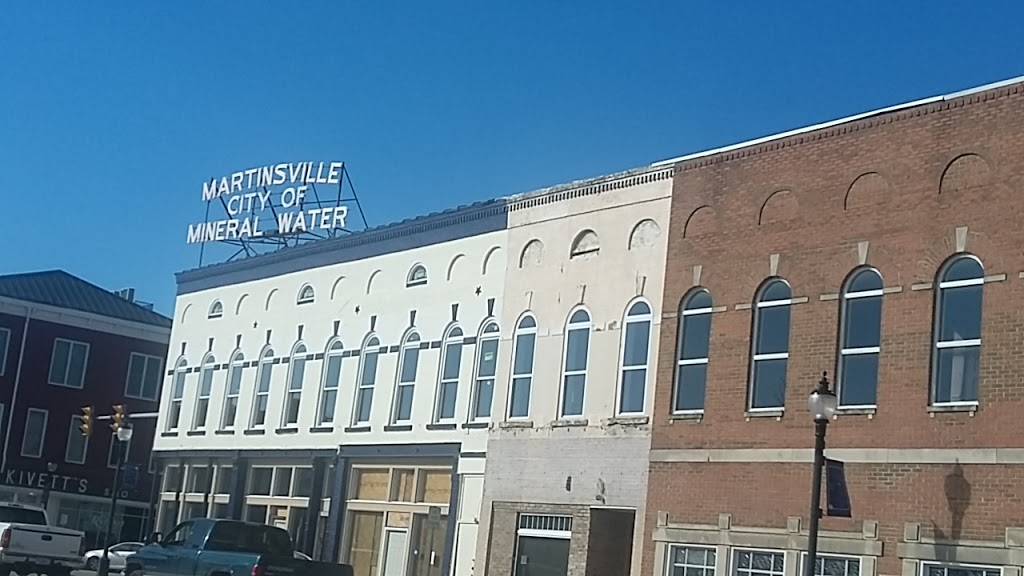 MARTINSVILLE
CITY OF
MINERAL WATER
KIVETT'S